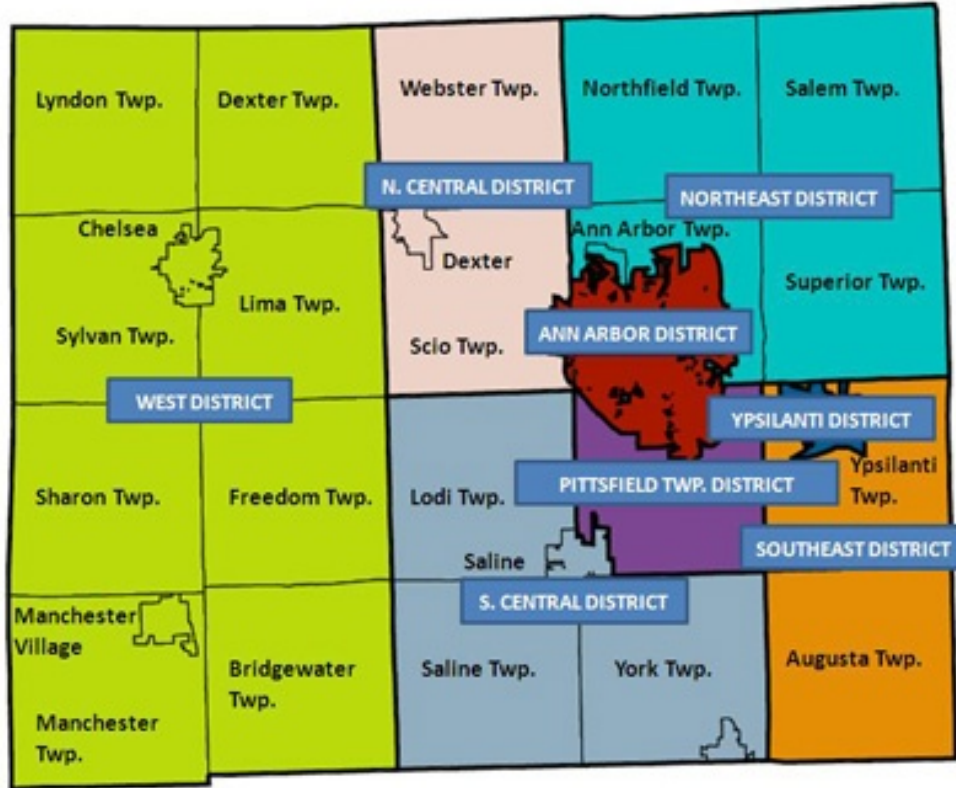 Lyndon Twp.
Dexter Twp.
Webster Twp.
Northfield Twp.
Salem Twp.
N. CENTRAL DISTRICT
NORTHEAST DISTRICT
Chelsea
Ann Arbor Twp.
Dexter
Superior Twp.
Lima Twp.
Sylvan Twp.
Scio Twp.
ANN ARBOR DISTRICT
WEST DISTRICT
YPSILANTI DISTRICT
Ypsilanti
Twp.
PITTSFIELD TWP. DISTRICT
Sharon Twp.
Freedom Twp.
Lodi Twp.
SOUTHEAST DISTRICT
Saline
S. CENTRAL DISTRICT
Manchester
Village
Bridgewater
Twp.
Saline Twp.
York Twp.
Augusta Twp.
Manchester
Twp.